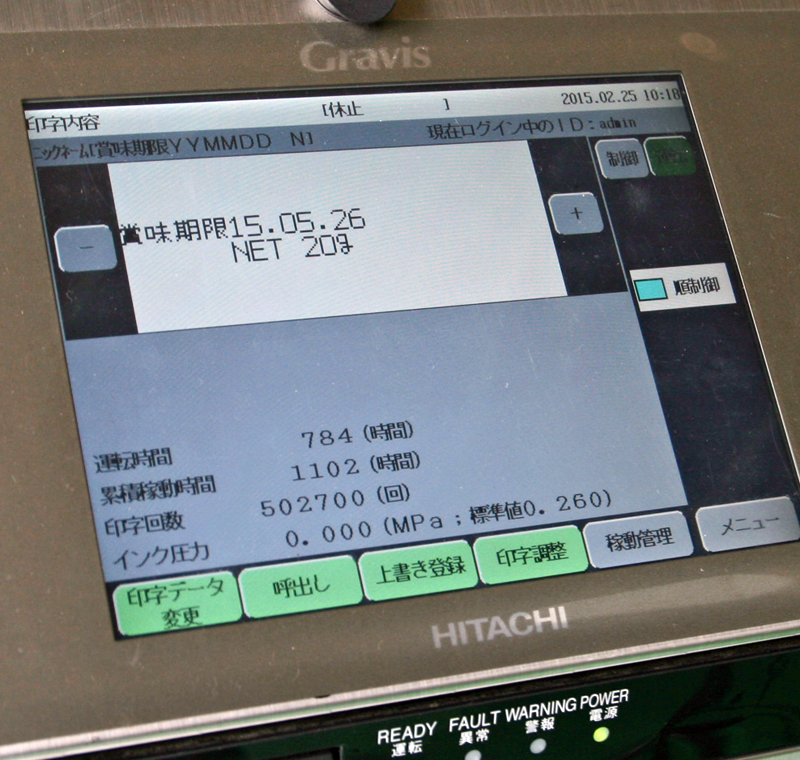 Gravis
印字内容 [休止 ] 2015.02.25 10:18
ニックネーム[賞味期限YYMMDD N] 現在ログイン中のID:admin
制御
－ 賞味期限15.05.26 ＋
NET 20g
制御
運転時間 784 (時間)
累積稼動時間 1102 (時間)
印字回数 502700 (回)
インク圧力 0.000 (MPa;標準値0.260)
印字データ変更 呼出し 上書き登録 印字調整 稼動管理 メニュー
HITACHI
READY FAULT WARNING POWER
運転 異常 警報 電源